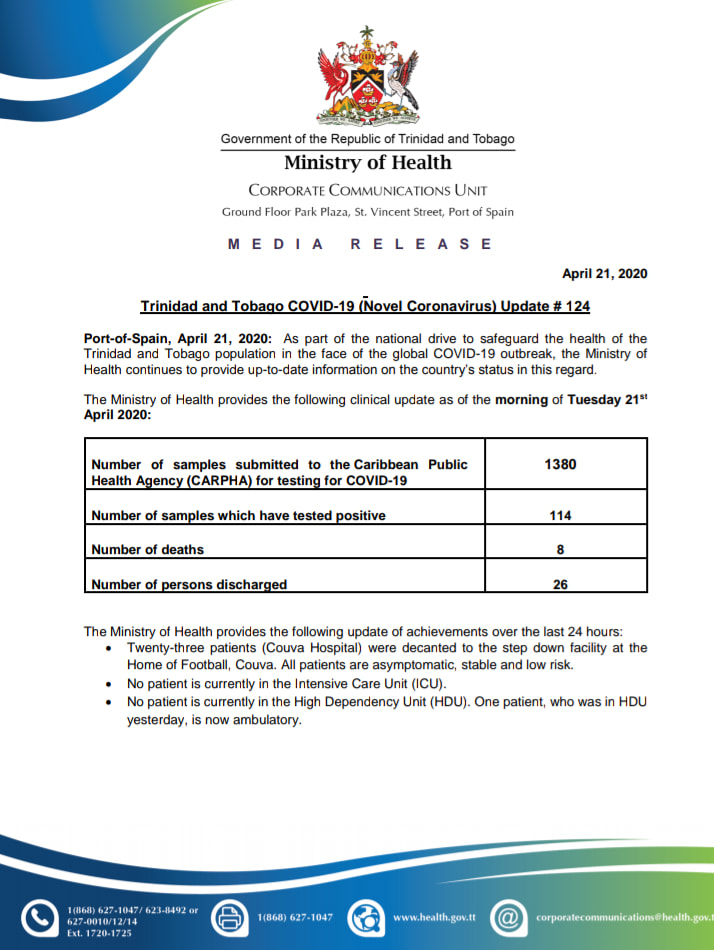 Government of the Republic of Trinidad and Tobago
Ministry of Health
CORPORATE COMMUNICATIONS UNIT
Ground Floor Park Plaza, St. Vincent Street, Port of Spain
MEDIA RELEASE
April 21, 2020
Trinidad and Tobago COVID-19 (Novel Coronavirus) Update # 124
Port-of-Spain, April 21, 2020: As part of the national drive to safeguard the health of the
Trinidad and Tobago population in the face of the global COVID-19 outbreak, the Ministry of
Health continues to provide up-to-date information on the country's status in this regard.
The Ministry of Health provides the following clinical update as of the morning of Tuesday 21st
April 2020:
Number of samples submitted to the Caribbean Public 1380
Health Agency (CARPHA) for testing for COVID-19
Number of samples which have tested positive 114
Number of deaths 8
Number of persons discharged 26
The Ministry of Health provides the following update of achievements over the last 24 hours:
• Twenty-three patients (Couva Hospital) were decanted to the step down facility at the
Home of Football, Couva. All patients are asymptomatic, stable and low risk.
• No patient is currently in the Intensive Care Unit (ICU).
• No patient is currently in the High Dependency Unit (HDU). One patient, who was in HDU
yesterday, is now ambulatory.
1(868) 627-1047/ 623-8492 or
627-0010/12/14
Ext. 1720-1725
1(868) 627-1047
www.health.gov.tt
@
corporatecommunications@health.gov.t